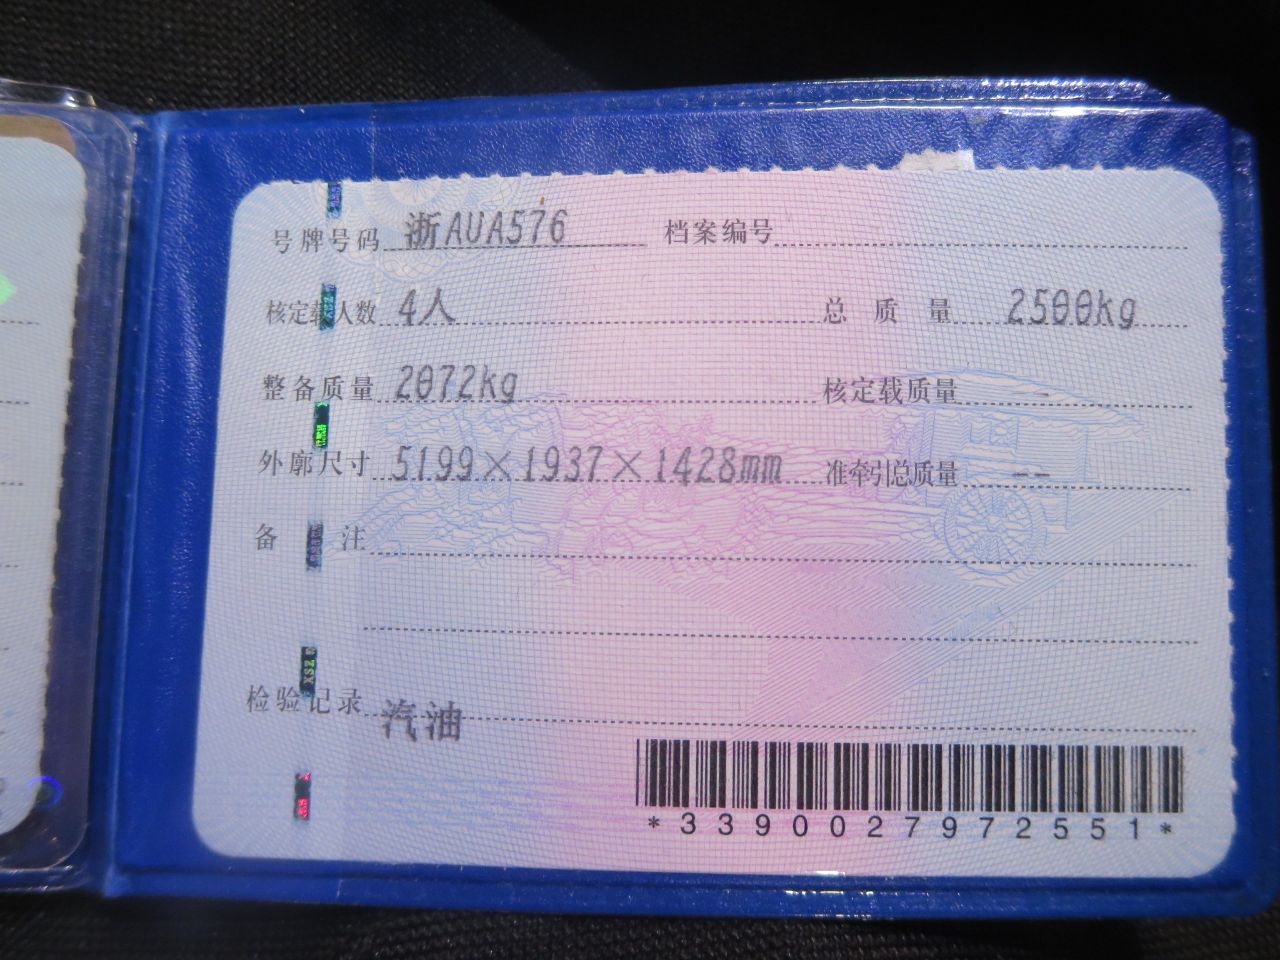 号牌号码 浙AUA576 档案编号
核定载人数 4人 总质量 2500kg
整备质量 2072kg 核定载质量 --
外廓尺寸 5199×1937×1428mm 准牵引总质量 --
备注
检验记录 汽油
*3390027972551*